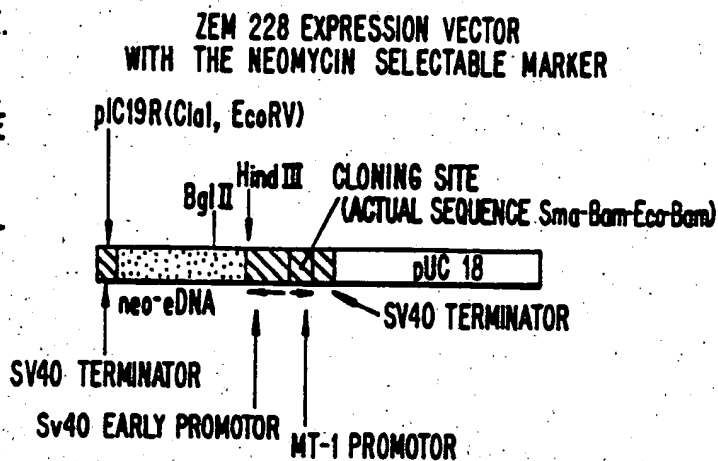 ZEM 228 EXPRESSION VECTOR
WITH THE NEOMYCIN SELECTABLE MARKER
pIC19R(ClaI, EcoRV)
BglII
HindIII
CLONING SITE
(ACTUAL SEQUENCE Sma-Bam-Eco-Bam)
pUC 18
neo-eDNA
SV40 TERMINATOR
SV40 TERMINATOR
Sv40 EARLY PROMOTOR
MT-1 PROMOTOR